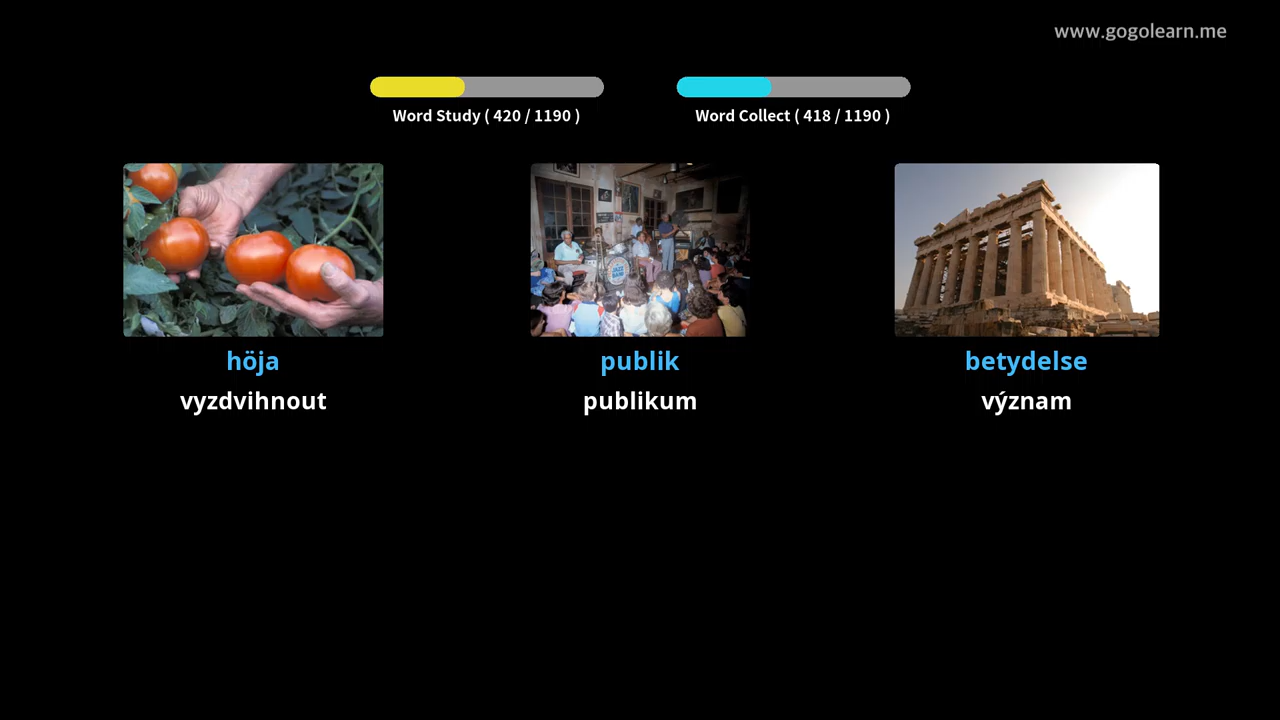 www.gogolearn.me
Word Study ( 420 / 1190 )
Word Collect ( 418 / 1190 )
höja
publik
betydelse
vyzdvihnout
publikum
význam